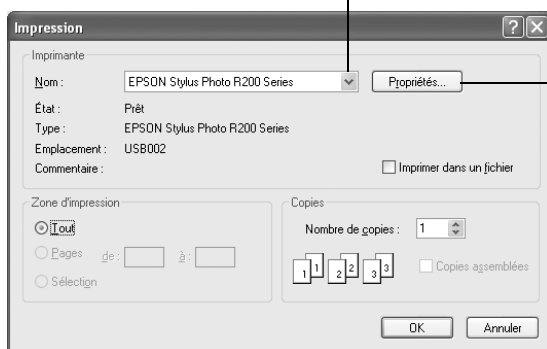 Impression
Imprimante
Nom : EPSON Stylus Photo R200 Series Propriétés...
État : Prêt
Type : EPSON Stylus Photo R200 Series
Emplacement : USB002
Commentaire : Imprimer dans un fichier
Zone d'impression
Tout
Pages de : à :
Sélection
Copies
Nombre de copies : 1
1 1 2 2 3 3
Copies assemblées
OK Annuler